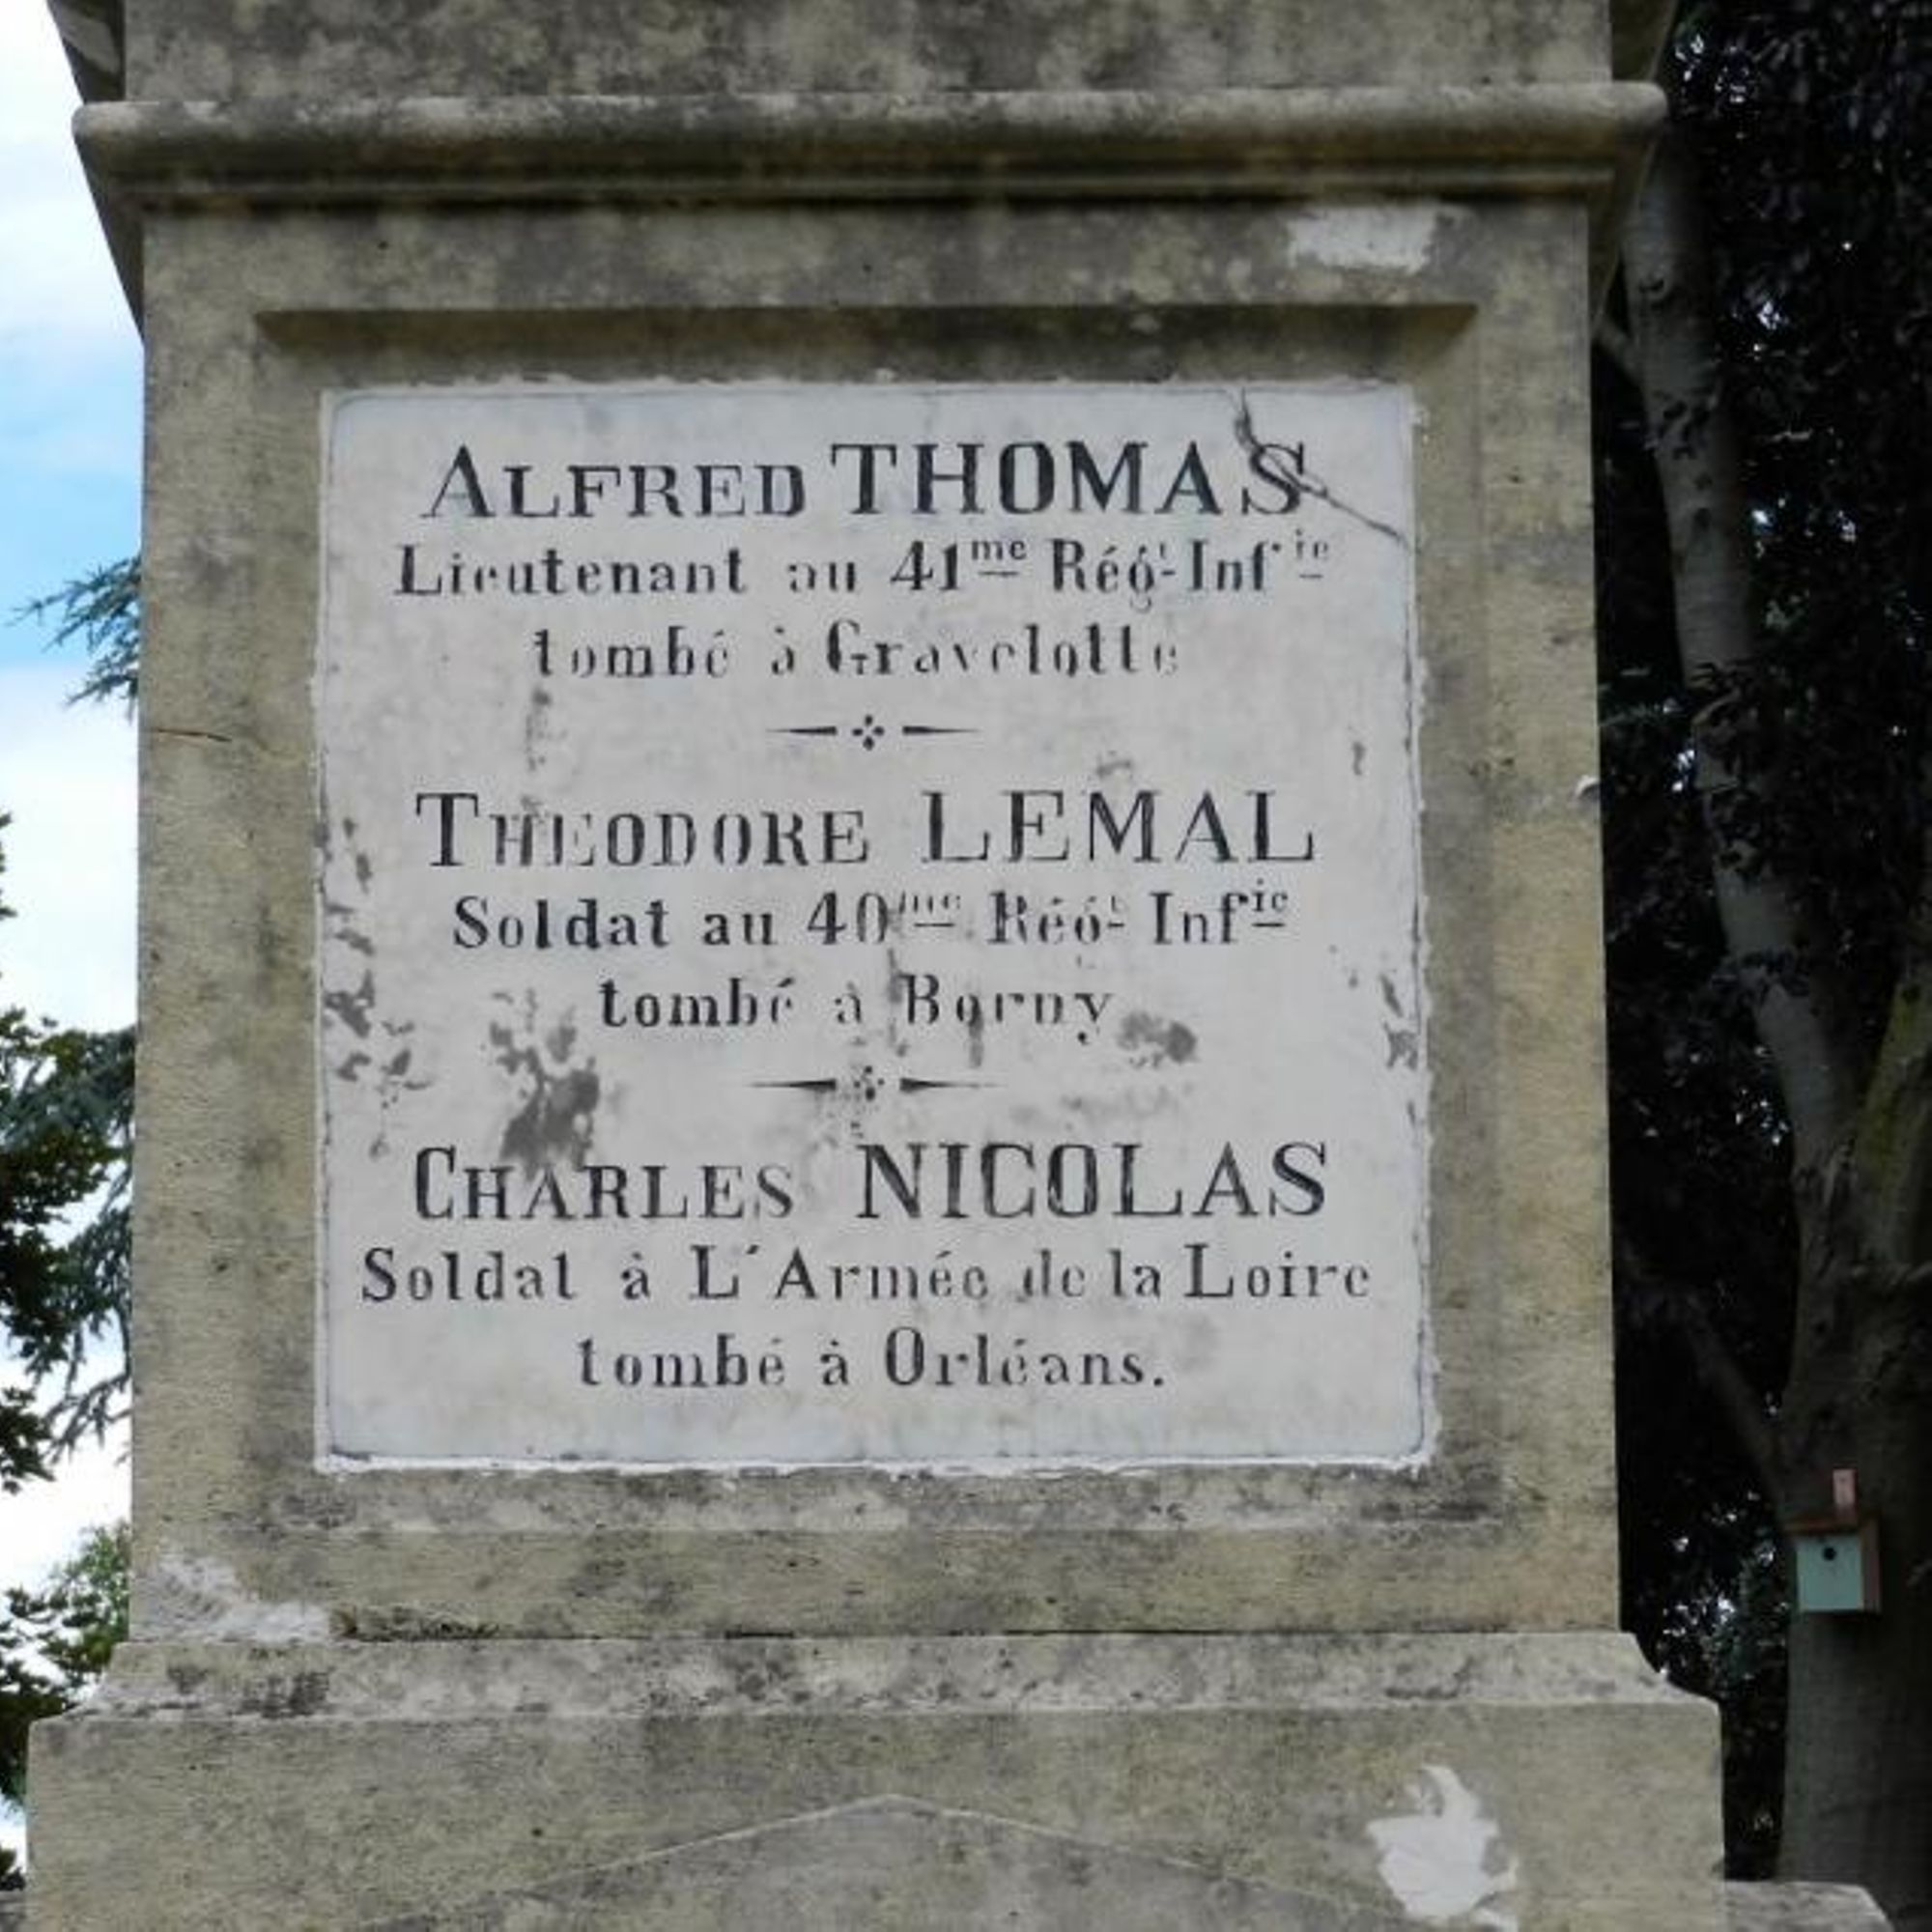 ALFRED THOMAS
Lieutenant au 41me Régt Infie
tombé à Gravelotte
THEODORE LEMAL
Soldat au 40me Régt Infie
tombé à Borny
CHARLES NICOLAS
Soldat à L'Armée de la Loire
tombé à Orléans.